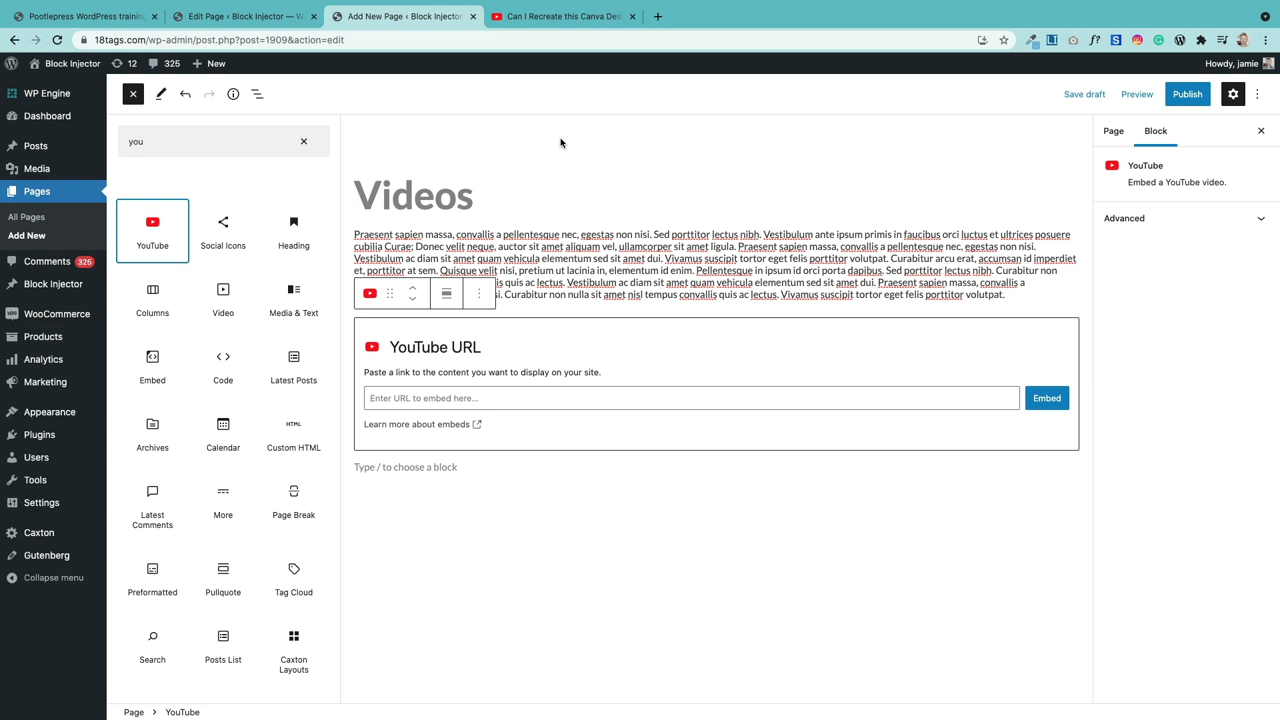 Pootlepress WordPress training
Edit Page ‹ Block Injector — W
Add New Page ‹ Block Injector
Can I Recreate this Canva Des
18tags.com/wp-admin/post.php?post=1909&action=edit
Block Injector
12
325
New
Howdy, jamie
WP Engine
Dashboard
Posts
Media
Pages
All Pages
Add New
Comments 325
Block Injector
WooCommerce
Products
Analytics
Marketing
Appearance
Plugins
Users
Tools
Settings
Caxton
Gutenberg
Collapse menu
Save draft
Preview
Publish
you
YouTube
Social Icons
Heading
Columns
Video
Media & Text
Embed
Code
Latest Posts
Archives
Calendar
HTML
Custom HTML
Latest
Comments
More
Page Break
Preformatted
Pullquote
Tag Cloud
Search
Posts List
Caxton
Layouts
Videos
Praesent sapien massa, convallis a pellentesque nec, egestas non nisi. Sed porttitor lectus nibh. Vestibulum ante ipsum primis in faucibus orci luctus et ultrices posuere
cubilia Curae; Donec velit neque, auctor sit amet aliquam vel, ullamcorper sit amet ligula. Praesent sapien massa, convallis a pellentesque nec, egestas non nisi.
Vestibulum ac diam sit amet quam vehicula elementum sed sit amet dui. Vivamus suscipit tortor eget felis porttitor volutpat. Curabitur arcu erat, accumsan id imperdiet
et, porttitor at sem. Quisque velit nisi, pretium ut lacinia in, elementum id enim. Pellentesque in ipsum id orci porta dapibus. Sed porttitor lectus nibh. Curabitur non
is quis ac lectus. Vestibulum ac diam sit amet quam vehicula elementum sed sit amet dui. Praesent sapien massa, convallis a
si. Curabitur non nulla sit amet nisl tempus convallis quis ac lectus. Vivamus suscipit tortor eget felis porttitor volutpat.
YouTube URL
Paste a link to the content you want to display on your site.
Enter URL to embed here…
Embed
Learn more about embeds
Type / to choose a block
Page
Block
YouTube
Embed a YouTube video.
Advanced
Page
YouTube